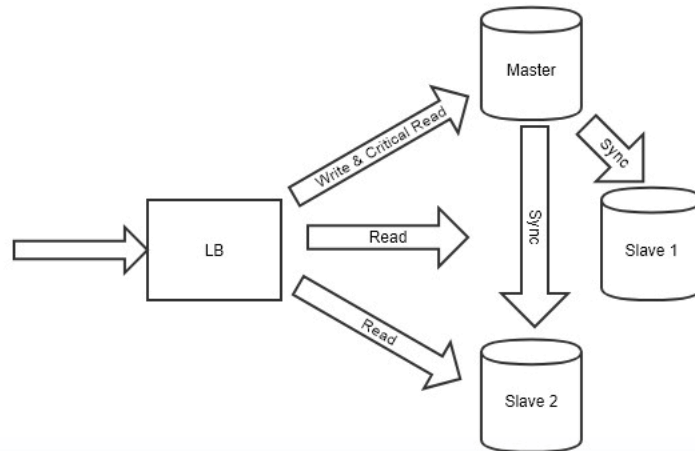 Master
Write & Critical Read
Sync
Sync
LB
Read
Slave 1
Read
Slave 2